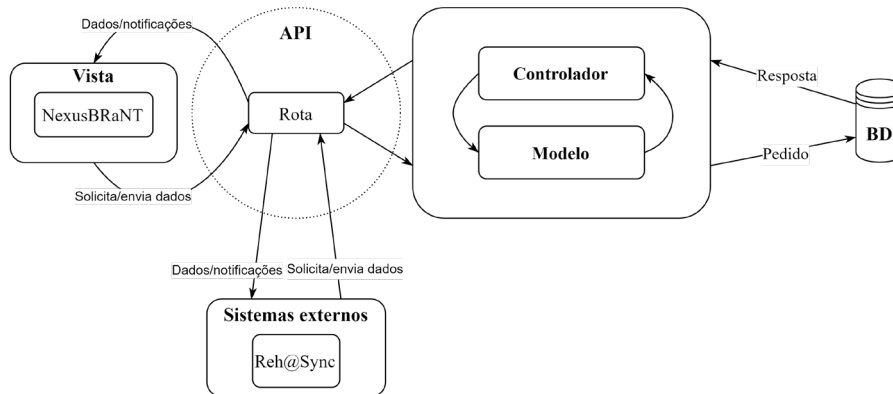 Dados/notificações
API
Vista
NexusBRaNT
Rota
Controlador
Modelo
Resposta
BD
Pedido
Solicita/envia dados
Dados/notificações
Solicita/envia dados
Sistemas externos
Reh@Sync